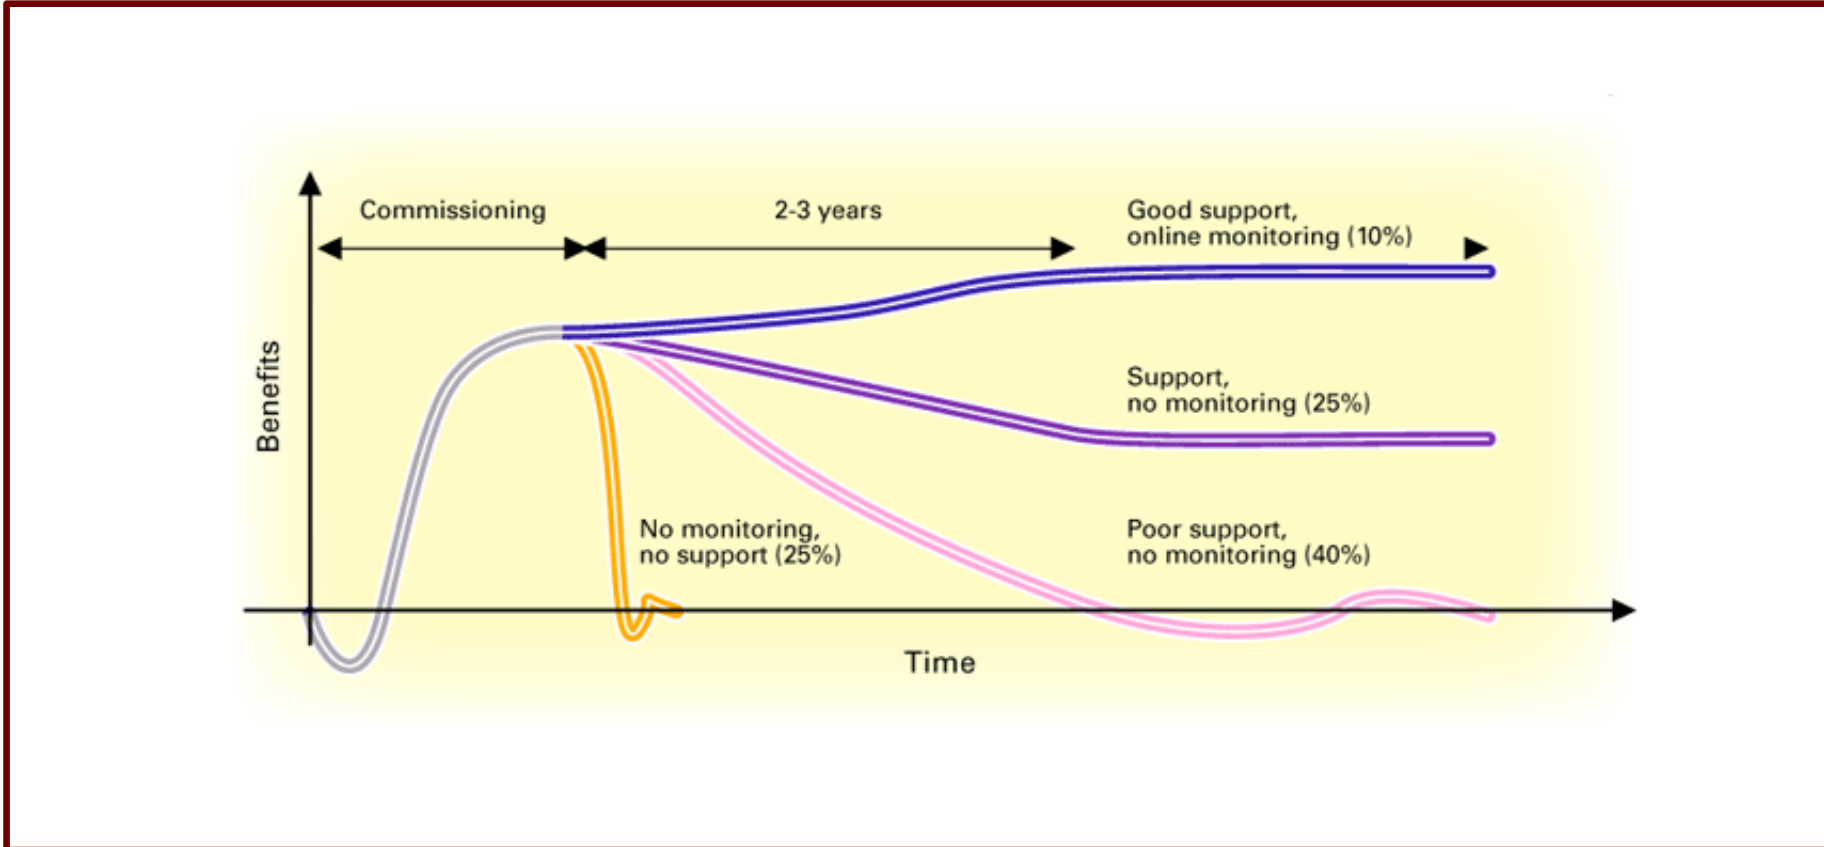 Commissioning
2-3 years
Good support,
online monitoring (10%)
Benefits
Support,
no monitoring (25%)
No monitoring,
no support (25%)
Poor support,
no monitoring (40%)
Time